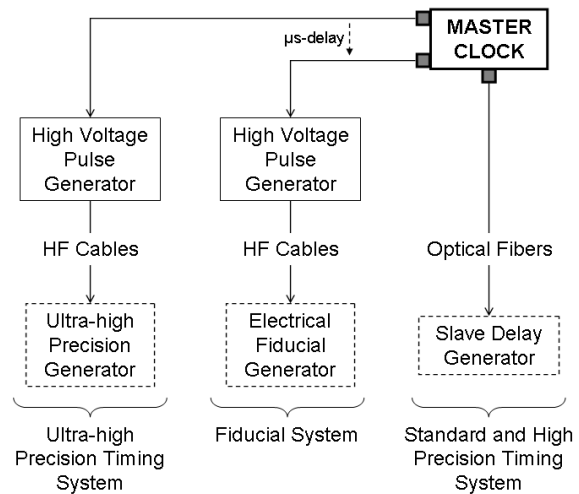 MASTER
CLOCK
µs-delay
High Voltage
Pulse
Generator
High Voltage
Pulse
Generator
HF Cables
HF Cables
Optical Fibers
Ultra-high
Precision
Generator
Electrical
Fiducial
Generator
Slave Delay
Generator
Ultra-high
Precision Timing
System
Fiducial System
Standard and High
Precision Timing
System